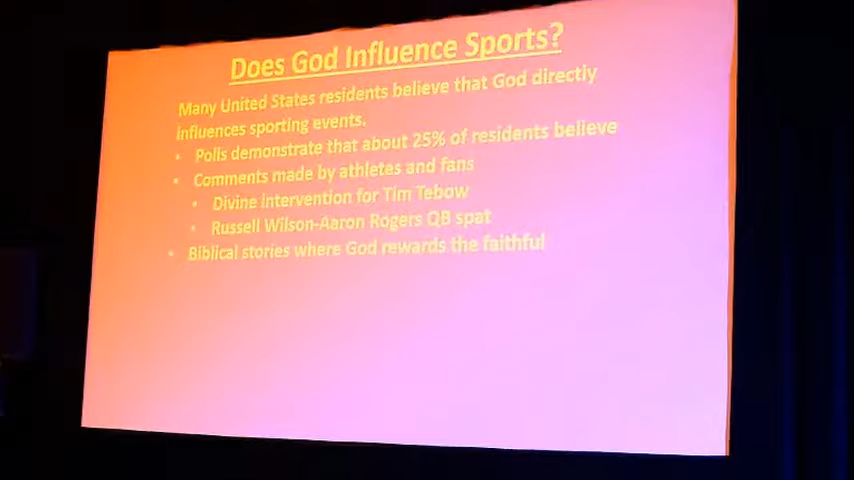 Does God Influence Sports?
Many United States residents believe that God directly
influences sporting events.
• Polls demonstrate that about 25% of residents believe
• Comments made by athletes and fans
• Divine intervention for Tim Tebow
• Russell Wilson-Aaron Rogers QB spat
• Biblical stories where God rewards the faithful